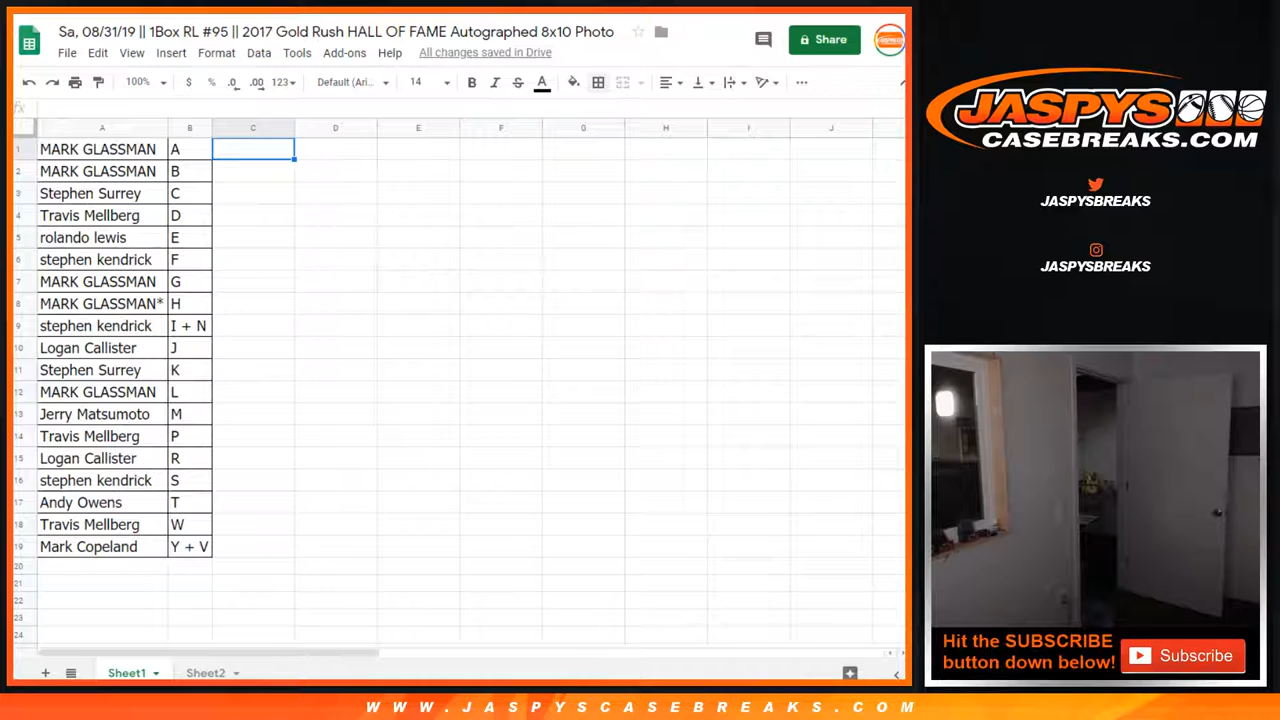 Sa, 08/31/19 || 1Box RL #95 || 2017 Gold Rush HALL OF FAME Autographed 8x10 Photo
File Edit View Insert Format Data Tools Add-ons Help All changes saved in Drive
Share
100% $ % .0 .00 123 Default (Ari... 14 B I S A
fx
A B C D E F G H I J
1 MARK GLASSMAN A
2 MARK GLASSMAN B
3 Stephen Surrey C
4 Travis Mellberg D
5 rolando lewis E
6 stephen kendrick F
7 MARK GLASSMAN G
8 MARK GLASSMAN* H
9 stephen kendrick I + N
10 Logan Callister J
11 Stephen Surrey K
12 MARK GLASSMAN L
13 Jerry Matsumoto M
14 Travis Mellberg P
15 Logan Callister R
16 stephen kendrick S
17 Andy Owens T
18 Travis Mellberg W
19 Mark Copeland Y + V
20
21
22
23
24
Sheet1 Sheet2
JASPYS
CASEBREAKS.COM
JASPYSBREAKS
JASPYSBREAKS
Hit the SUBSCRIBE
button down below!
Subscribe
WWW.JASPYSCASEBREAKS.COM